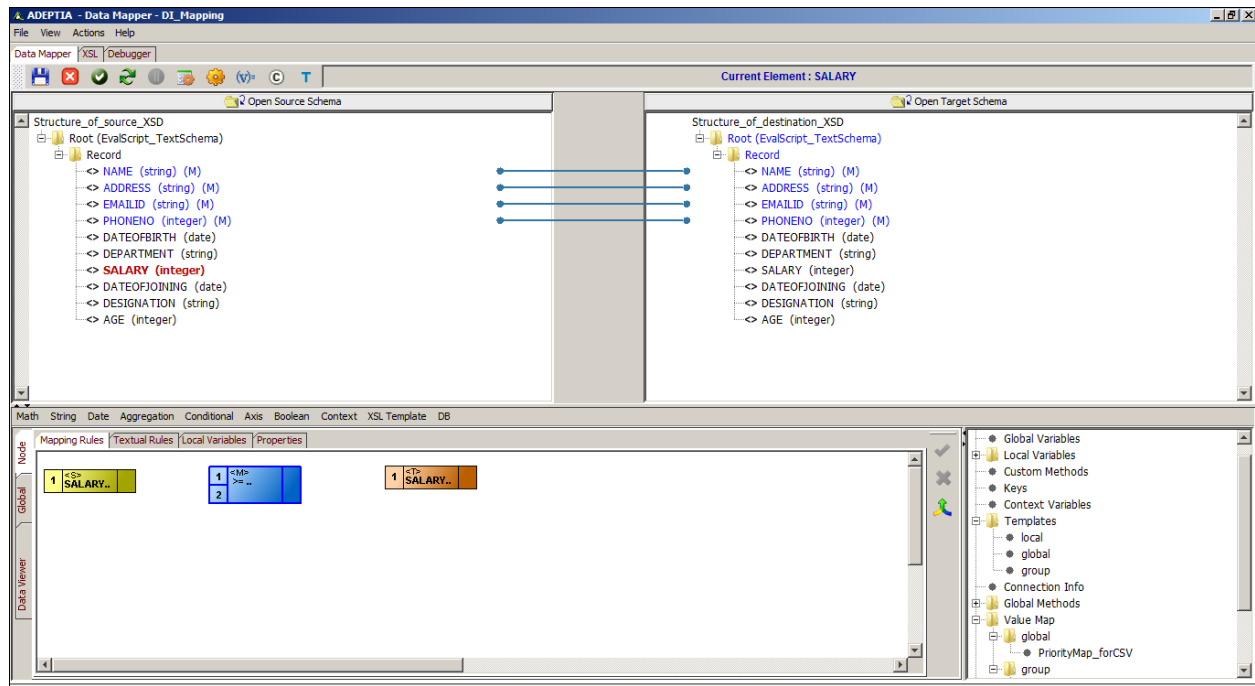 ADEPTIA - Data Mapper - DI_Mapping
File View Actions Help
Data Mapper XSL Debugger
(v)= C T Current Element : SALARY
Open Source Schema
Structure_of_source_XSD
Root (EvalScript_TextSchema)
Record
<> NAME (string) (M)
<> ADDRESS (string) (M)
<> EMAILID (string) (M)
<> PHONENO (integer) (M)
<> DATEOFBIRTH (date)
<> DEPARTMENT (string)
<> SALARY (integer)
<> DATEOFJOINING (date)
<> DESIGNATION (string)
<> AGE (integer)
Open Target Schema
Structure_of_destination_XSD
Root (EvalScript_TextSchema)
Record
<> NAME (string) (M)
<> ADDRESS (string) (M)
<> EMAILID (string) (M)
<> PHONENO (integer) (M)
<> DATEOFBIRTH (date)
<> DEPARTMENT (string)
<> SALARY (integer)
<> DATEOFJOINING (date)
<> DESIGNATION (string)
<> AGE (integer)
Math String Date Aggregation Conditional Axis Boolean Context XSL Template DB
Node
Global
Data Viewer
Mapping Rules Textual Rules Local Variables Properties
1 <S> SALARY..
1 <M> >= ..
2
1 <T> SALARY..
Global Variables
Local Variables
Custom Methods
Keys
Context Variables
Templates
local
global
group
Connection Info
Global Methods
Value Map
global
PriorityMap_forCSV
group